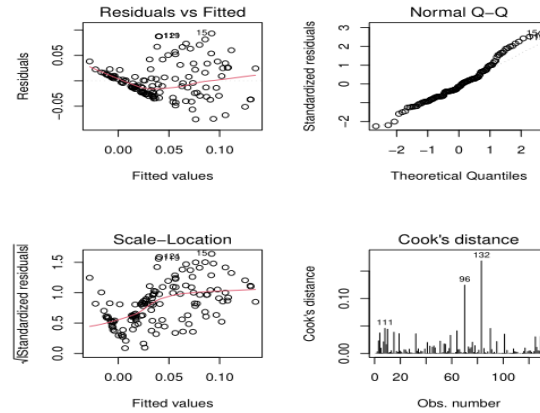 Residuals vs Fitted
Residuals
0.05
−0.05
15
0.00 0.05 0.10
Fitted values
Normal Q−Q
Standardized residuals
3
2
1
0
−2
−2 −1 0 1 2
Theoretical Quantiles
Scale−Location
√|Standardized residuals|
1.5
1.0
0.5
0.0
15
0.00 0.05 0.10
Fitted values
Cook's distance
Cook's distance
0.10
0.00
132
96
111
0 20 60 100
Obs. number